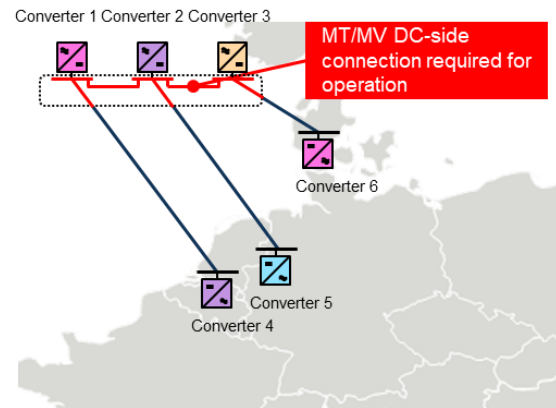 Converter 1 Converter 2 Converter 3
MT/MV DC-side
connection required for
operation
Converter 6
Converter 5
Converter 4